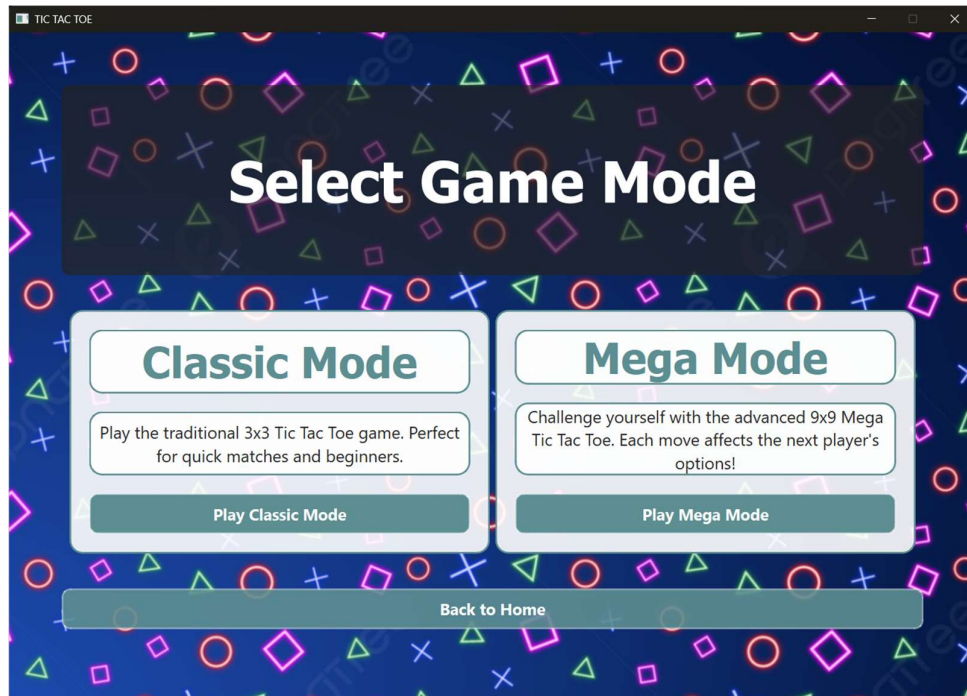 TIC TAC TOE
Select Game Mode
Classic Mode
Play the traditional 3x3 Tic Tac Toe game. Perfect
for quick matches and beginners.
Play Classic Mode
Mega Mode
Challenge yourself with the advanced 9x9 Mega
Tic Tac Toe. Each move affects the next player's
options!
Play Mega Mode
Back to Home